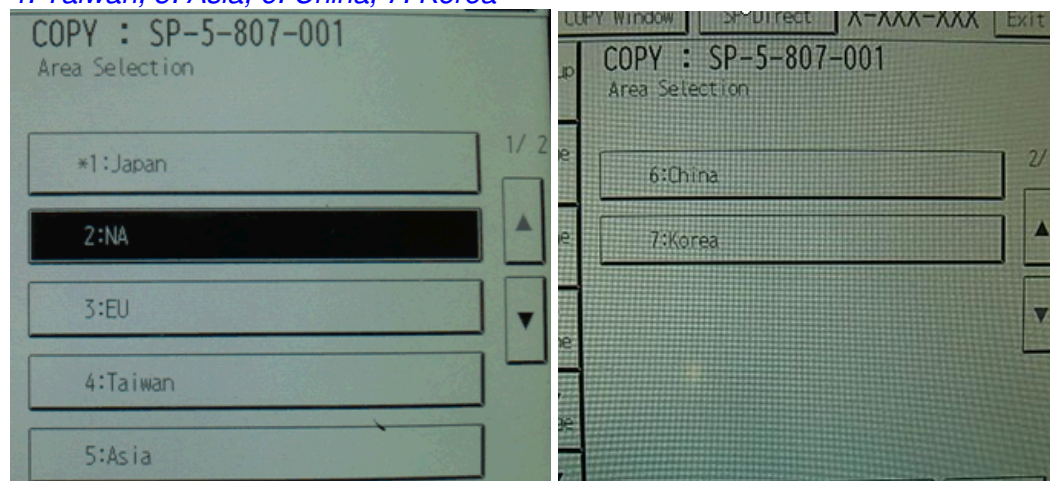 4: Taiwan, 5: Asia, 6: China, 7: Korea
COPY : SP-5-807-001
Area Selection
1/ 2
*1:Japan
2:NA
3:EU
4:Taiwan
5:Asia
COPY Window
SP-Direct
X-XXX-XXX
Exit
COPY : SP-5-807-001
Area Selection
2/
6:China
7:Korea